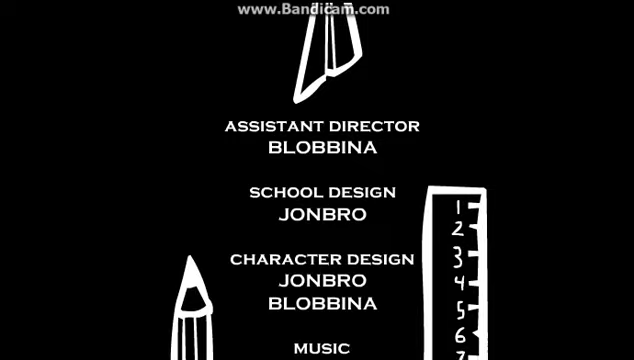 www.Bandicam.com
ASSISTANT DIRECTOR
BLOBBINA
SCHOOL DESIGN
JONBRO
CHARACTER DESIGN
JONBRO
BLOBBINA
MUSIC
1
2
3
4
5
6
7